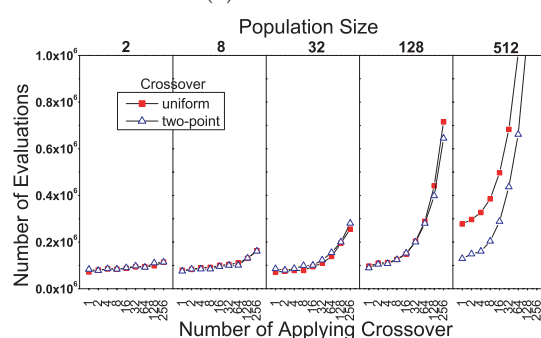 Population Size
2 8 32 128 512
Crossover
uniform
two-point
Number of Evaluations
1.0x10⁶
0.8x10⁶
0.6x10⁶
0.4x10⁶
0.2x10⁶
0.0x10⁶
1 2 4 8 16 32 64 128 256 1 2 4 8 16 32 64 128 256 1 2 4 8 16 32 64 128 256 1 2 4 8 16 32 64 128 256 1 2 4 8 16 32 64 128 256
Number of Applying Crossover